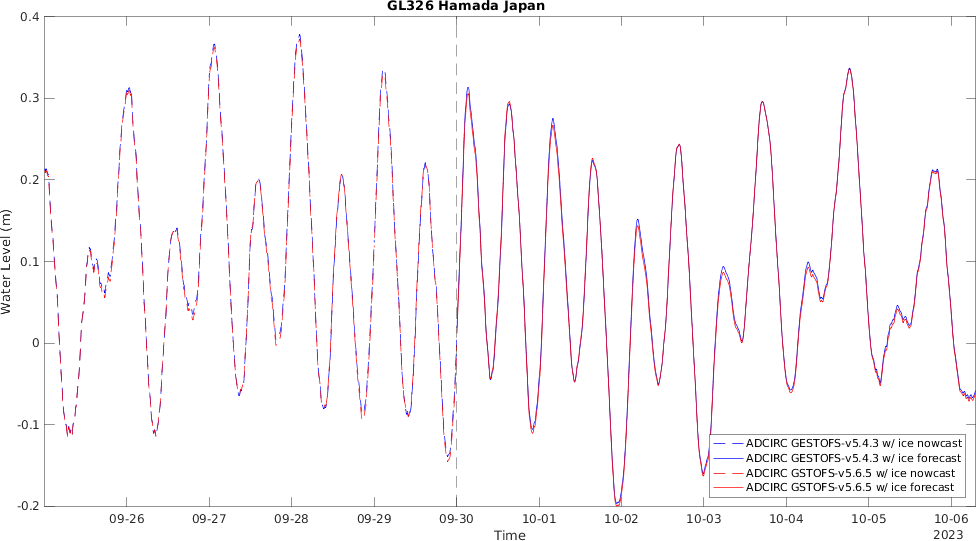 GL326 Hamada Japan
0.4
0.3
0.2
0.1
0
-0.1
-0.2
Water Level (m)
09-26 09-27 09-28 09-29 09-30 10-01 10-02 10-03 10-04 10-05 10-06
2023
Time
ADCIRC GESTOFS-v5.4.3 w/ ice nowcast
ADCIRC GESTOFS-v5.4.3 w/ ice forecast
ADCIRC GSTOFS-v5.6.5 w/ ice nowcast
ADCIRC GSTOFS-v5.6.5 w/ ice forecast